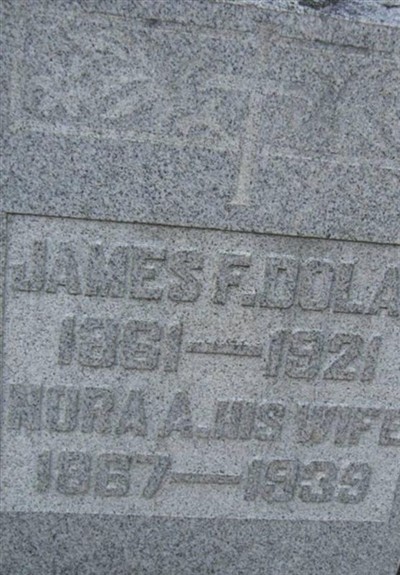 JAMES F. DOLA
1861—1921
NORA A. HIS WIFE
1867—1939